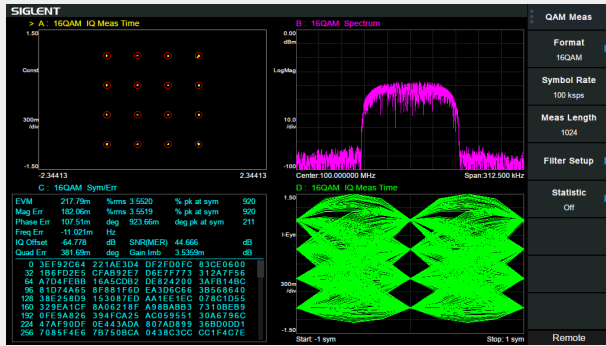 SIGLENT
> A : 16QAM IQ Meas Time
1.50
Const
300m
/div
-1.50
-2.34413
2.34413
B : 16QAM Spectrum
0.00
dBm
LogMag
10.0
/div
-100
Center:100.000000 MHz
Span:312.500 kHz
C : 16QAM Sym/Err
EVM 217.79m %rms 3.5520 % pk at sym 920
Mag Err 182.06m %rms 3.5519 % pk at sym 920
Phase Err 107.51m deg 923.66m deg pk at sym 211
Freq Err -11.021m Hz
IQ Offset -64.778 dB SNR(MER) 44.666 dB
Quad Err 381.69m deg Gain Imb 3.5359m dB
0 3F92C64 221AE3D4 DF2FD0FC 83CE0600
32 1B6FD2E5 CFAB92E7 D6E7F773 312A7F56
64 A7D4FEBB 16A5CDB2 DE824200 3AFB14BC
96 81D74A65 8F881F6D EA3D6C66 3B568640
128 38E258D9 153087ED AA1EE1EC 078C1D55
160 329EA1CF 8A06218F A98BABB3 7310BEB9
192 0FE9A826 394FCA25 AC059551 30A6796C
224 47AF90DF 0E443ADA 807AD899 36BD0DD1
256 7085F4E6 7B750BCA 0438C3CC CC1F4C7E
D : 16QAM IQ Meas Time
1.50
I-Eye
300m
/div
-1.50
Start: -1 sym
Stop: 1 sym
QAM Meas
Format
16QAM
Symbol Rate
100 ksps
Meas Length
1024
Filter Setup
Statistic
Off
Remote